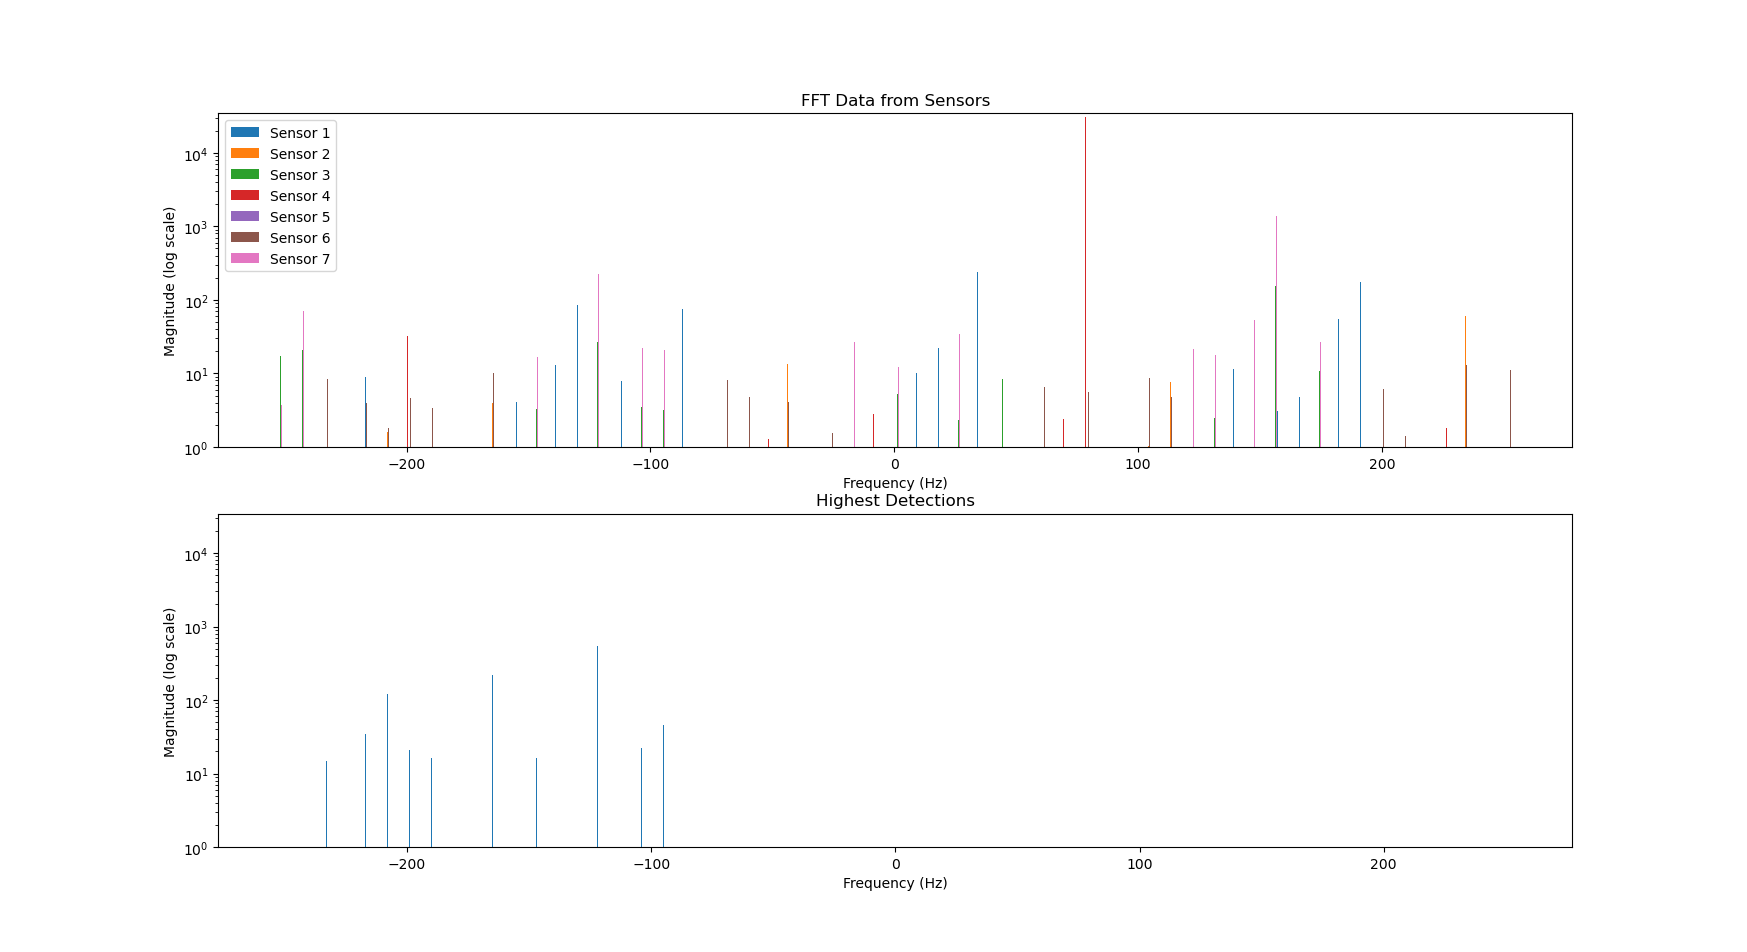 FFT Data from Sensors
Magnitude (log scale)
10⁴
10³
10²
10¹
10⁰
Sensor 1
Sensor 2
Sensor 3
Sensor 4
Sensor 5
Sensor 6
Sensor 7
−200
−100
0
100
200
Frequency (Hz)
Highest Detections
Magnitude (log scale)
10⁴
10³
10²
10¹
10⁰
−200
−100
0
100
200
Frequency (Hz)